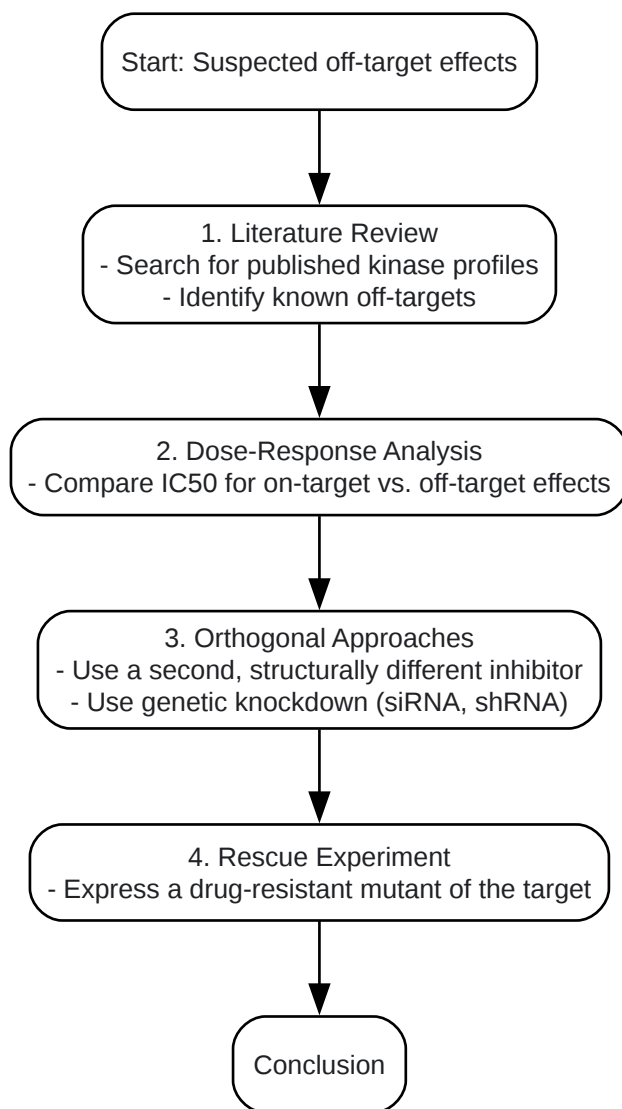 Start: Suspected off-target effects
1. Literature Review
- Search for published kinase profiles
- Identify known off-targets
2. Dose-Response Analysis
- Compare IC50 for on-target vs. off-target effects
3. Orthogonal Approaches
- Use a second, structurally different inhibitor
- Use genetic knockdown (siRNA, shRNA)
4. Rescue Experiment
- Express a drug-resistant mutant of the target
Conclusion